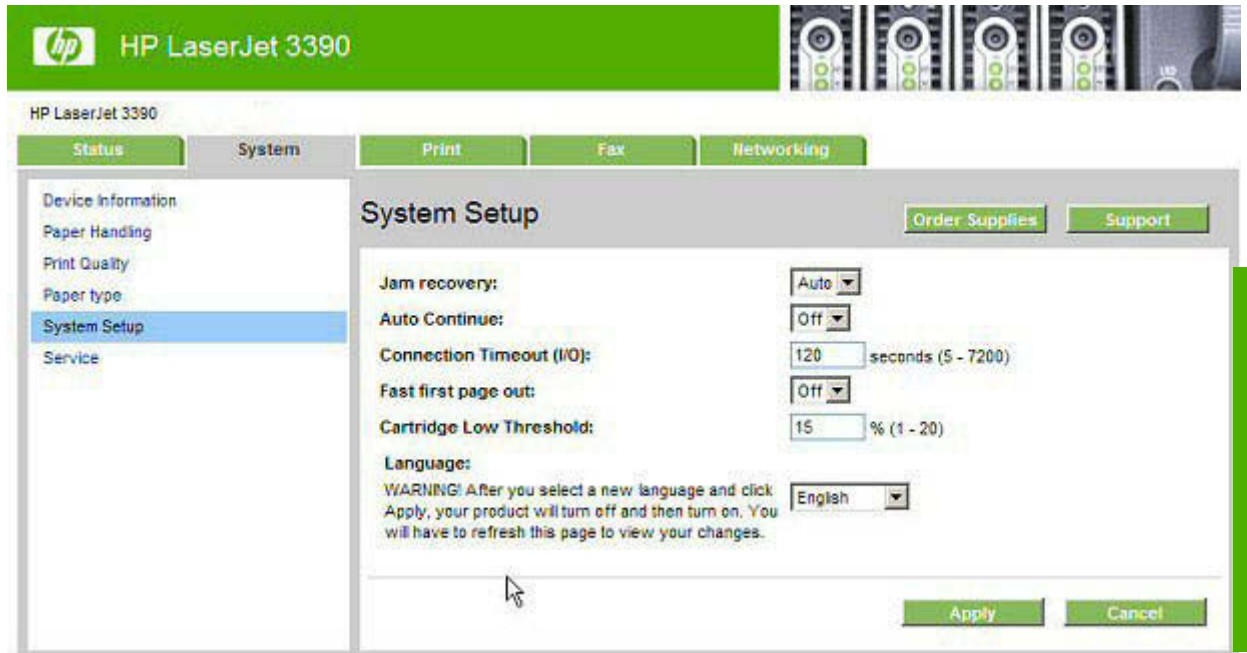 hp HP LaserJet 3390
HP LaserJet 3390
Status System Print Fax Networking
Device Information
Paper Handling
Print Quality
Paper type
System Setup
Service
System Setup
Order Supplies Support
Jam recovery: Auto
Auto Continue: Off
Connection Timeout (I/O): 120 seconds (5 - 7200)
Fast first page out: Off
Cartridge Low Threshold: 15 % (1 - 20)
Language:
WARNING! After you select a new language and click
Apply, your product will turn off and then turn on. You
will have to refresh this page to view your changes.
English
Apply Cancel